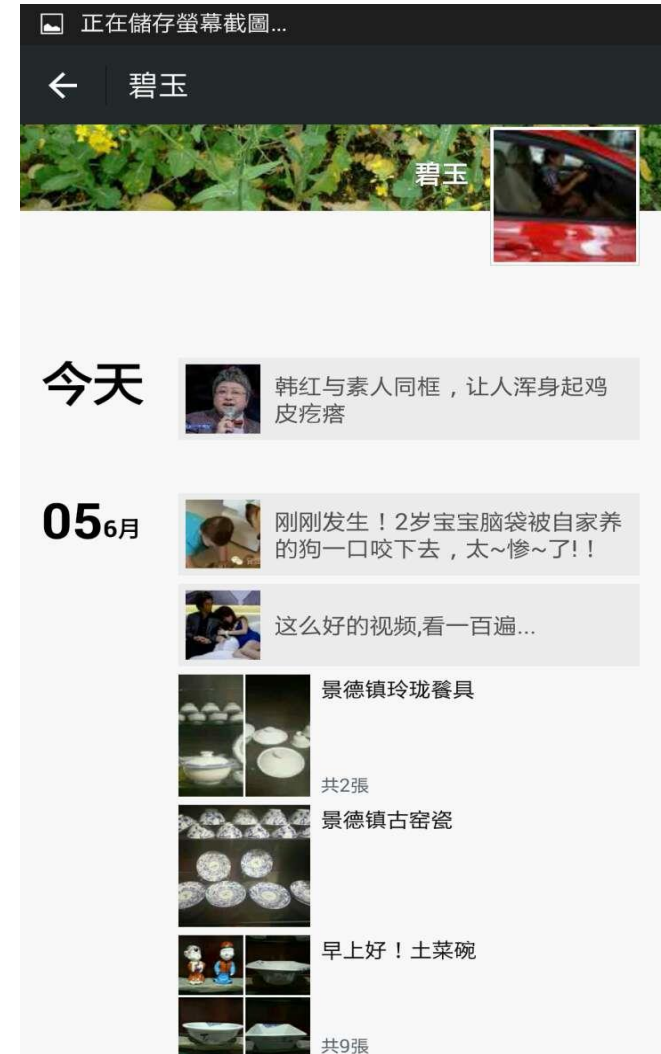 正在儲存螢幕截圖...
碧玉
碧玉
今天
韩红与素人同框，让人浑身起鸡
皮疙瘩
05 6月
刚刚发生！2岁宝宝脑袋被自家养
的狗一口咬下去，太~惨~了!！
这么好的视频,看一百遍...
景德镇玲珑餐具
共2張
景德镇古窑瓷
早上好！土菜碗
共9張